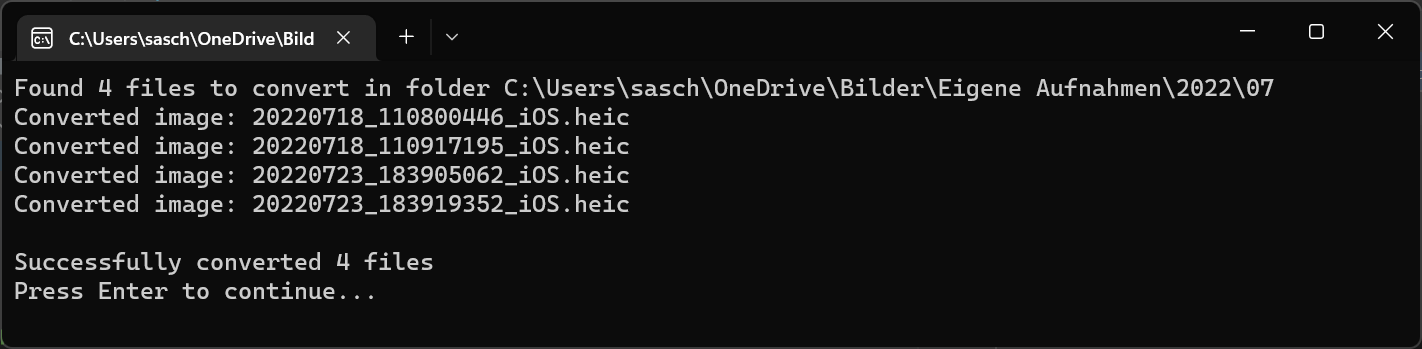 C:\Users\sasch\OneDrive\Bild
Found 4 files to convert in folder C:\Users\sasch\OneDrive\Bilder\Eigene Aufnahmen\2022\07
Converted image: 20220718_110800446_iOS.heic
Converted image: 20220718_110917195_iOS.heic
Converted image: 20220723_183905062_iOS.heic
Converted image: 20220723_183919352_iOS.heic
Successfully converted 4 files
Press Enter to continue...